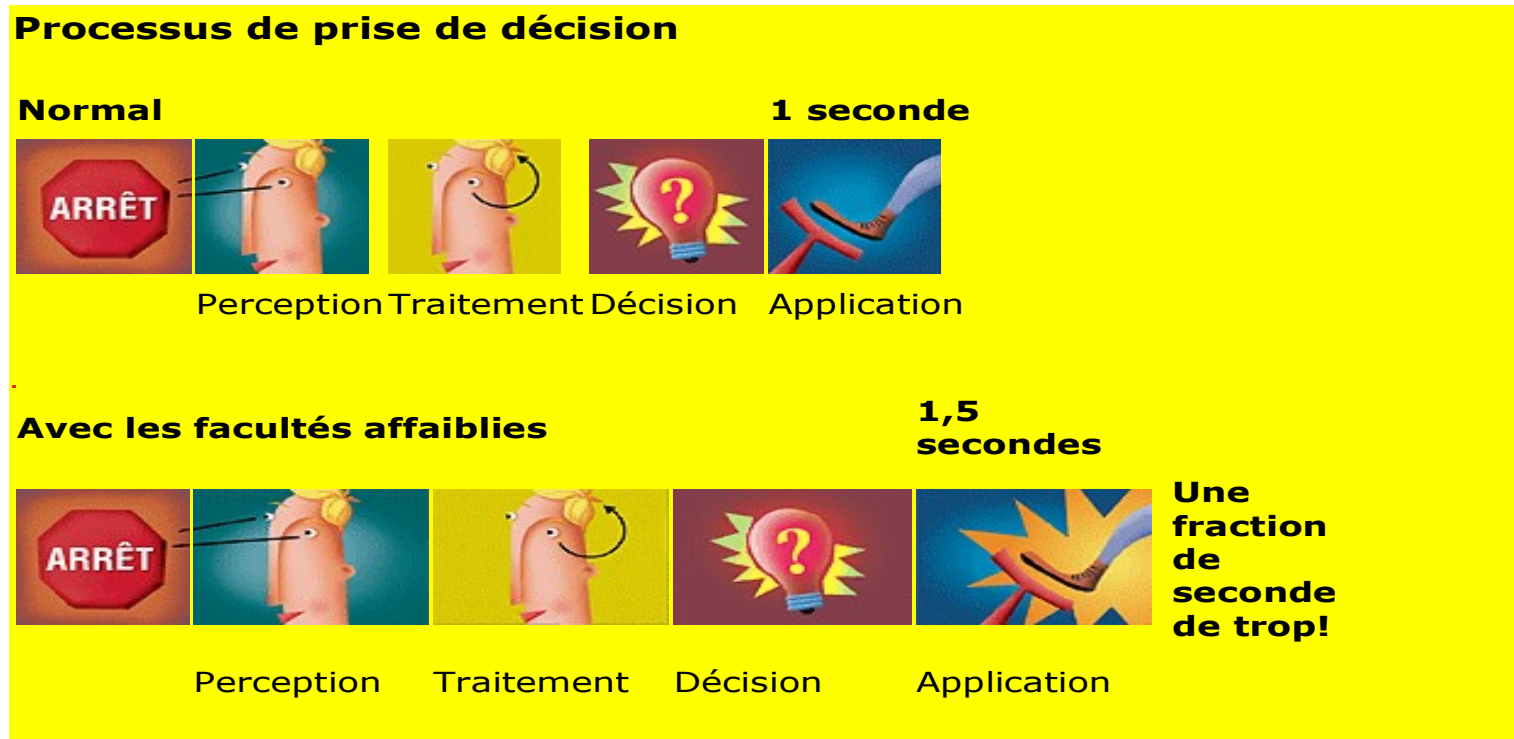 Processus de prise de décision
Normal 1 seconde
ARRÊT
Perception Traitement Décision Application
Avec les facultés affaiblies
1,5
secondes
ARRÊT
?
Une
fraction
de
seconde
de trop!
Perception Traitement Décision Application